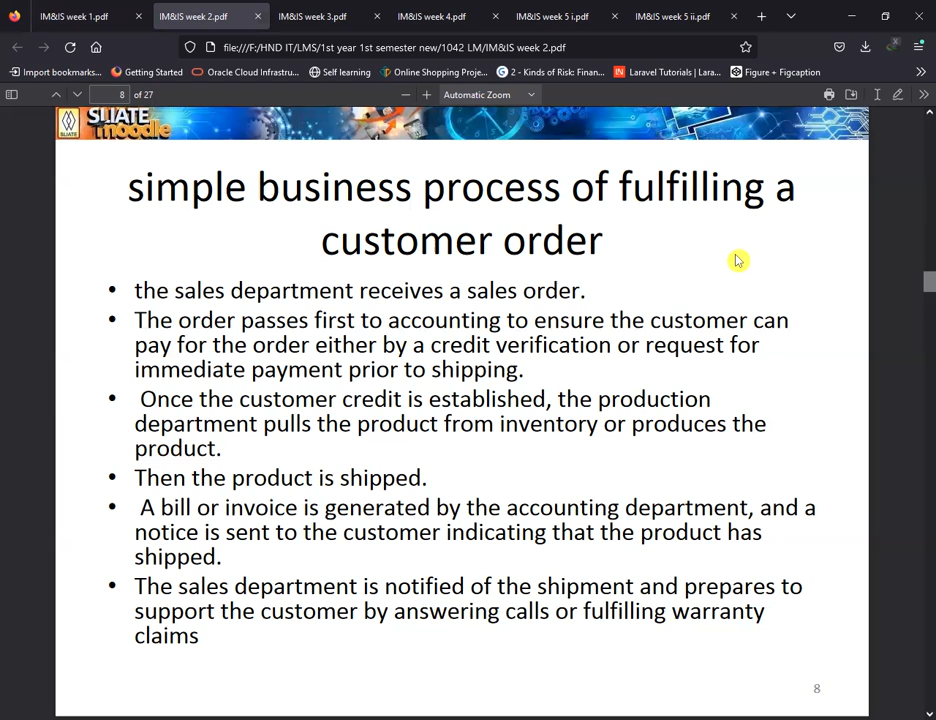 IM&IS week 1.pdf
IM&IS week 2.pdf
IM&IS week 3.pdf
IM&IS week 4.pdf
IM&IS week 5 i.pdf
IM&IS week 5 ii.pdf
file:///F:/HND IT/LMS/1st year 1st semester new/1042 LM/IM&IS week 2.pdf
Import bookmarks...
Getting Started
Oracle Cloud Infrastru...
Self learning
Online Shopping Proje...
2 - Kinds of Risk: Finan...
Laravel Tutorials | Lara...
Figure + Figcaption
8 of 27
Automatic Zoom
SLIATE
SLIATE
moodle
simple business process of fulfilling a
customer order
• the sales department receives a sales order.
• The order passes first to accounting to ensure the customer can
pay for the order either by a credit verification or request for
immediate payment prior to shipping.
• Once the customer credit is established, the production
department pulls the product from inventory or produces the
product.
• Then the product is shipped.
• A bill or invoice is generated by the accounting department, and a
notice is sent to the customer indicating that the product has
shipped.
• The sales department is notified of the shipment and prepares to
support the customer by answering calls or fulfilling warranty
claims
8